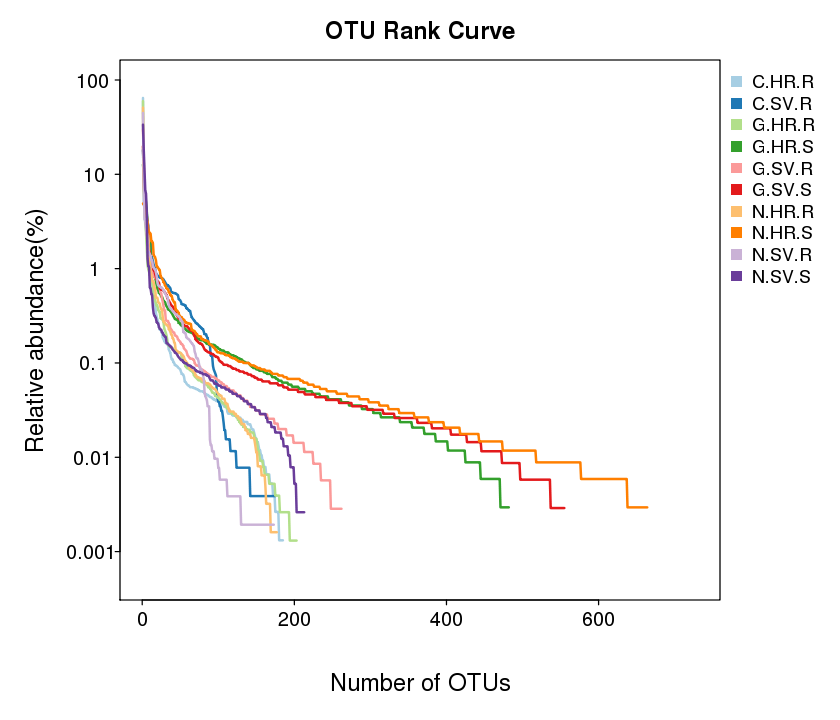 OTU Rank Curve
Relative abundance(%)
100
10
1
0.1
0.01
0.001
0
200
400
600
Number of OTUs
C.HR.R
C.SV.R
G.HR.R
G.HR.S
G.SV.R
G.SV.S
N.HR.R
N.HR.S
N.SV.R
N.SV.S